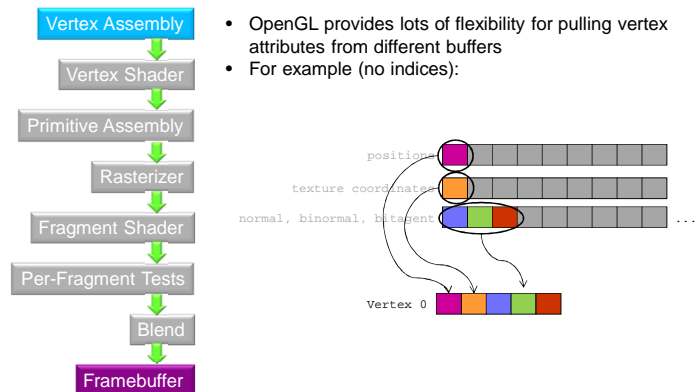 Vertex Assembly
Vertex Shader
Primitive Assembly
Rasterizer
Fragment Shader
Per-Fragment Tests
Blend
Framebuffer
• OpenGL provides lots of flexibility for pulling vertex
attributes from different buffers
• For example (no indices):
positions
texture coordinates
normal, binormal, bitagent
...
Vertex 0